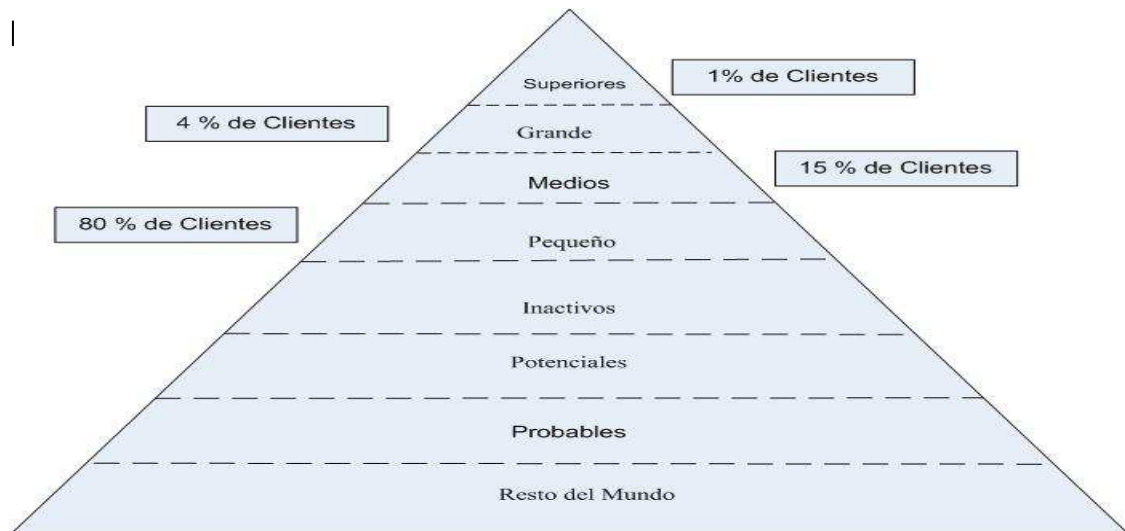 Superiores
1% de Clientes
4 % de Clientes
Grande
Medios
15 % de Clientes
80 % de Clientes
Pequeño
Inactivos
Potenciales
Probables
Resto del Mundo